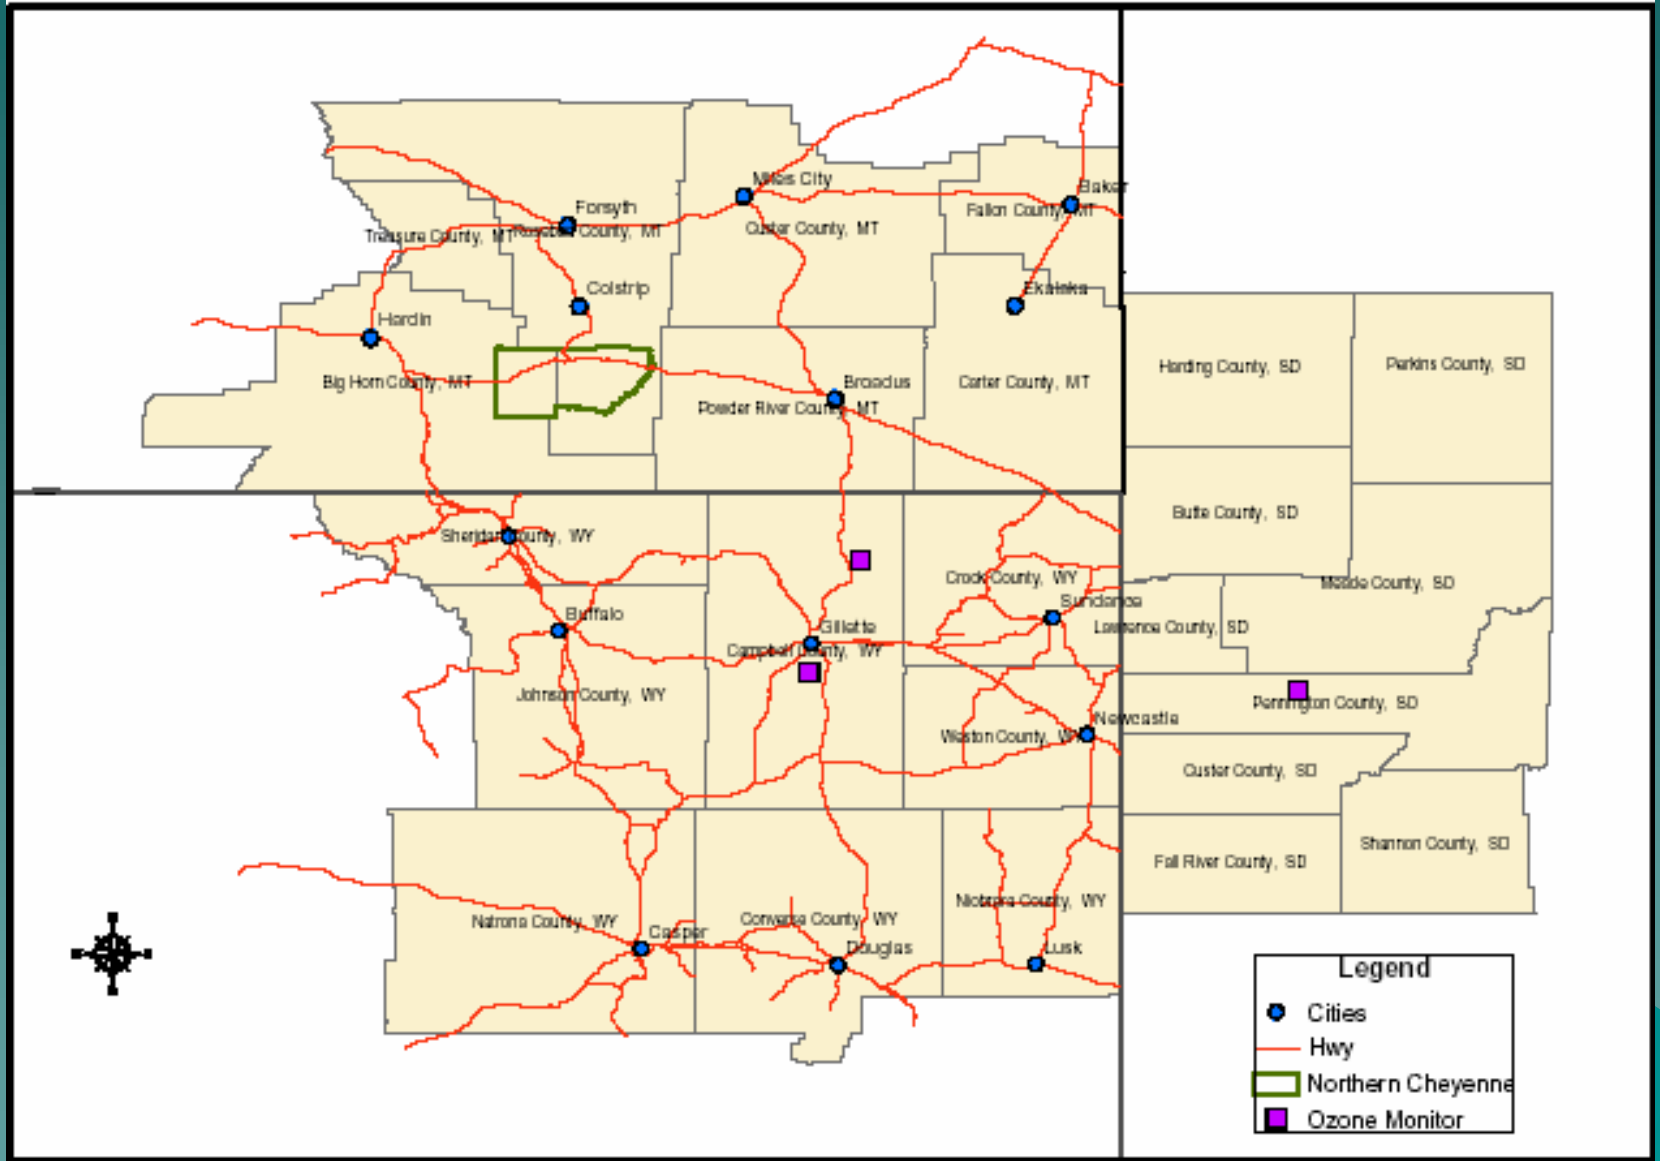 Miles City
Baker
Forsyth
Fallon County, MT
Treasure County, MT
Rosebud County, MT
Custer County, MT
Colstrip
Ekalaka
Hardin
Big Horn County, MT
Broadus
Carter County, MT
Powder River County, MT
Harding County, SD
Perkins County, SD
Butte County, SD
Sheridan County, WY
Crook County, WY
Meade County, SD
Sundance
Buffalo
Gillette
Lawrence County, SD
Campbell County, WY
Johnson County, WY
Pennington County, SD
Newcastle
Weston County, WY
Custer County, SD
Shannon County, SD
Fall River County, SD
Niobrara County, WY
Natrona County, WY
Converse County, WY
Casper
Douglas
Lusk
Legend
Cities
Hwy
Northern Cheyenne
Ozone Monitor